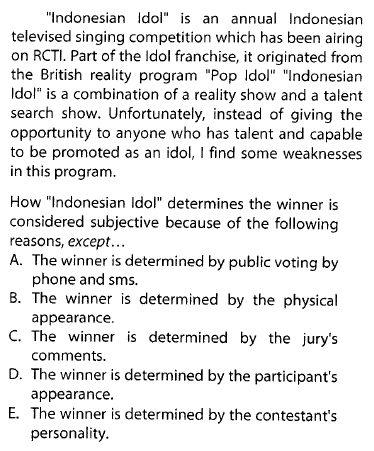 "Indonesian Idol" is an annual Indonesian
televised singing competition which has been airing
on RCTI. Part of the Idol franchise, it originated from
the British reality program "Pop Idol" "Indonesian
Idol" is a combination of a reality show and a talent
search show. Unfortunately, instead of giving the
opportunity to anyone who has talent and capable
to be promoted as an idol, I find some weaknesses
in this program.
How "Indonesian Idol" determines the winner is
considered subjective because of the following
reasons, except...
A. The winner is determined by public voting by
phone and sms.
B. The winner is determined by the physical
appearance.
C. The winner is determined by the jury's
comments.
D. The winner is determined by the participant's
appearance.
E. The winner is determined by the contestant's
personality.